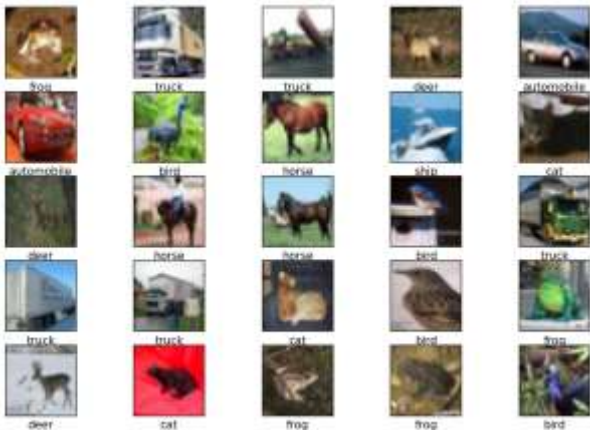 frog truck truck deer automobile
automobile bird horse ship cat
deer horse horse bird truck
truck truck cat bird frog
deer cat frog frog bird